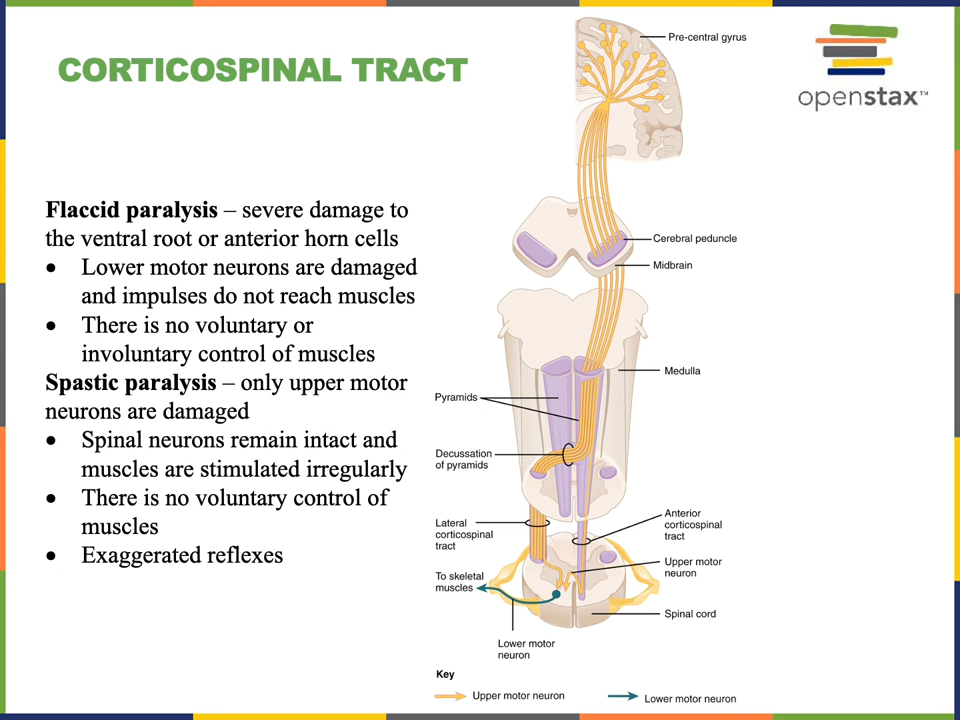 CORTICOSPINAL TRACT
openstax™
Flaccid paralysis – severe damage to
the ventral root or anterior horn cells
• Lower motor neurons are damaged
and impulses do not reach muscles
• There is no voluntary or
involuntary control of muscles
Spastic paralysis – only upper motor
neurons are damaged
• Spinal neurons remain intact and
muscles are stimulated irregularly
• There is no voluntary control of
muscles
• Exaggerated reflexes
Pre-central gyrus
Cerebral peduncle
Midbrain
Medulla
Pyramids
Decussation
of pyramids
Lateral
corticospinal
tract
Anterior
corticospinal
tract
Upper motor
neuron
To skeletal
muscles
Spinal cord
Lower motor
neuron
Key
Upper motor neuron
Lower motor neuron